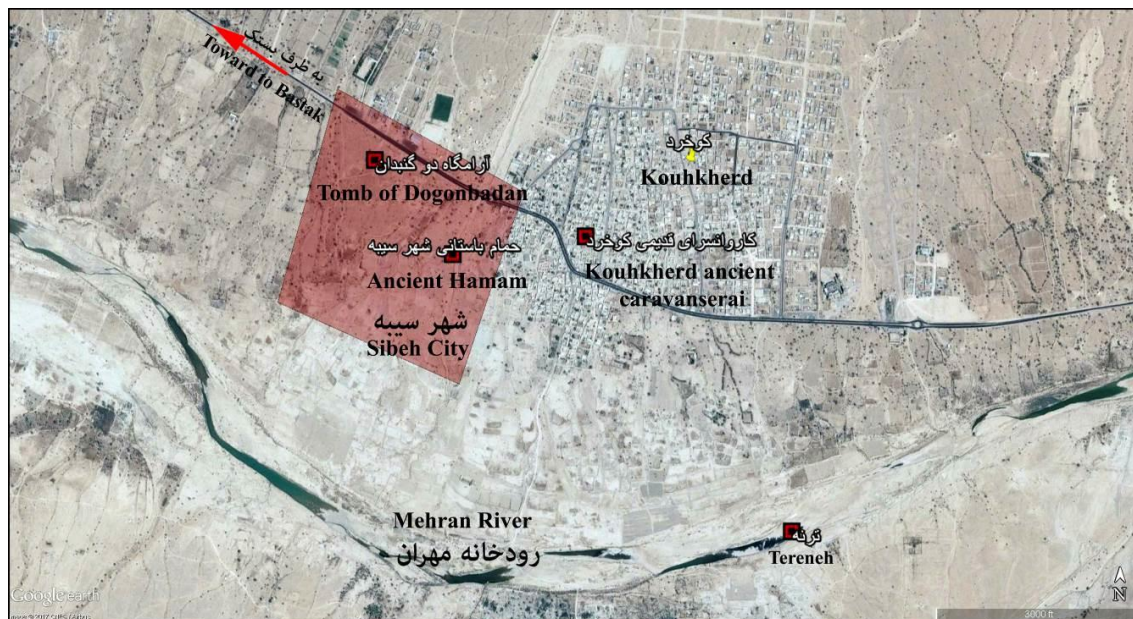 به طرف بستک
Toward to Bastak
آرامگاه دو گنبدان
Tomb of Dogonbadan
کوخرد
Kouhkherd
حمام باستانی شهر سیبه
Ancient Hamam
کاروانسرای قدیمی کوخرد
Kouhkherd ancient
caravanserai
شهر سیبه
Sibeh City
Mehran River
رودخانه مهران
ترنه
Tereneh
N
Google earth
3000 ft